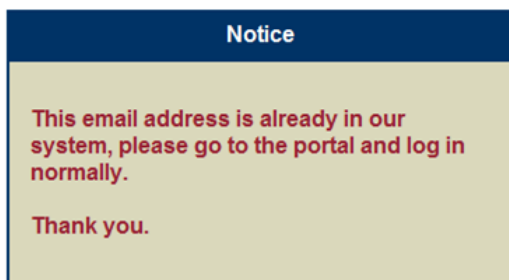 Notice
This email address is already in our
system, please go to the portal and log in
normally.
Thank you.